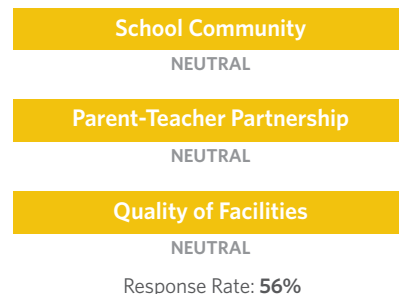 School Community
NEUTRAL
Parent-Teacher Partnership
NEUTRAL
Quality of Facilities
NEUTRAL
Response Rate: 56%